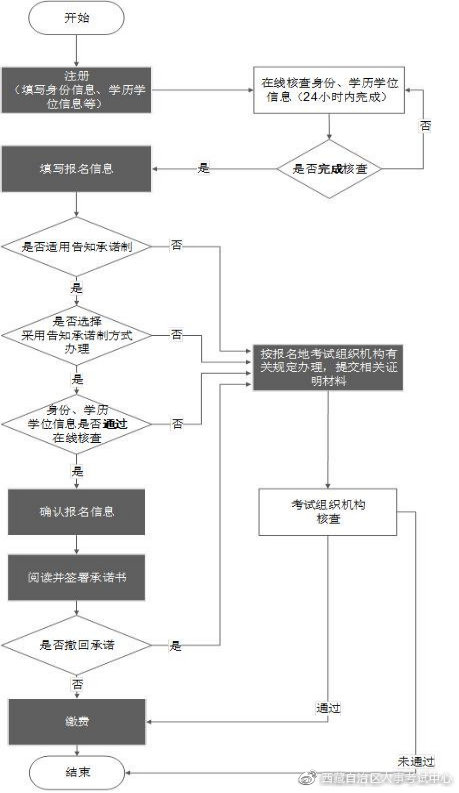 开始
注册
（填写身份信息、学历学
位信息等）
在线核查身份、学历学位
信息（24小时内完成）
否
填写报名信息
是
是否完成核查
是否适用告知承诺制
否
是
是否选择
采用告知承诺制方式
办理
否
是
按报名地考试组织机构有
关规定办理，提交相关证
明材料
身份、学历
学位信息是否通过
在线核查
否
是
确认报名信息
考试组织机构
核查
阅读并签署承诺书
是否撤回承诺
是
否
缴费
通过
未通过
结束
西藏自治区人事考试中心